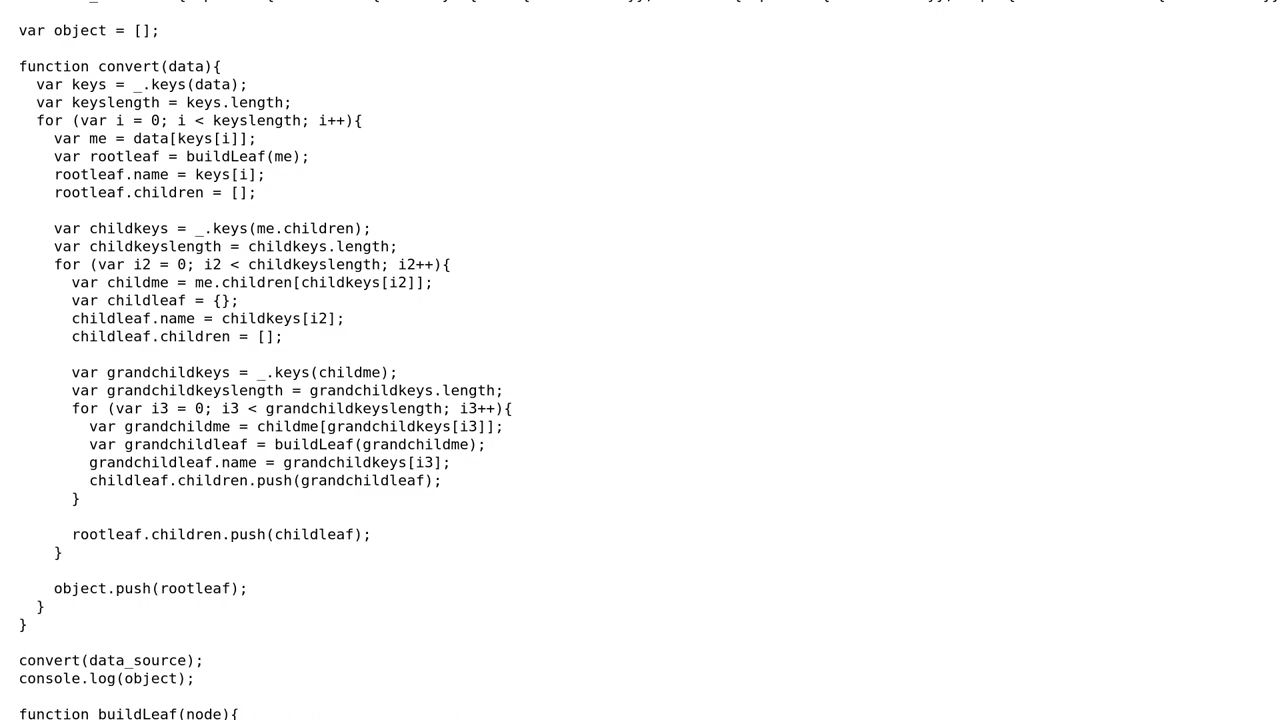 var object = [];
function convert(data){
  var keys = _.keys(data);
  var keyslength = keys.length;
  for (var i = 0; i < keyslength; i++){
    var me = data[keys[i]];
    var rootleaf = buildLeaf(me);
    rootleaf.name = keys[i];
    rootleaf.children = [];
    var childkeys = _.keys(me.children);
    var childkeyslength = childkeys.length;
    for (var i2 = 0; i2 < childkeyslength; i2++){
      var childme = me.children[childkeys[i2]];
      var childleaf = {};
      childleaf.name = childkeys[i2];
      childleaf.children = [];
      var grandchildkeys = _.keys(childme);
      var grandchildkeyslength = grandchildkeys.length;
      for (var i3 = 0; i3 < grandchildkeyslength; i3++){
        var grandchildme = childme[grandchildkeys[i3]];
        var grandchildleaf = buildLeaf(grandchildme);
        grandchildleaf.name = grandchildkeys[i3];
        childleaf.children.push(grandchildleaf);
      }
      rootleaf.children.push(childleaf);
    }
    object.push(rootleaf);
  }
}
convert(data_source);
console.log(object);
function buildLeaf(node){